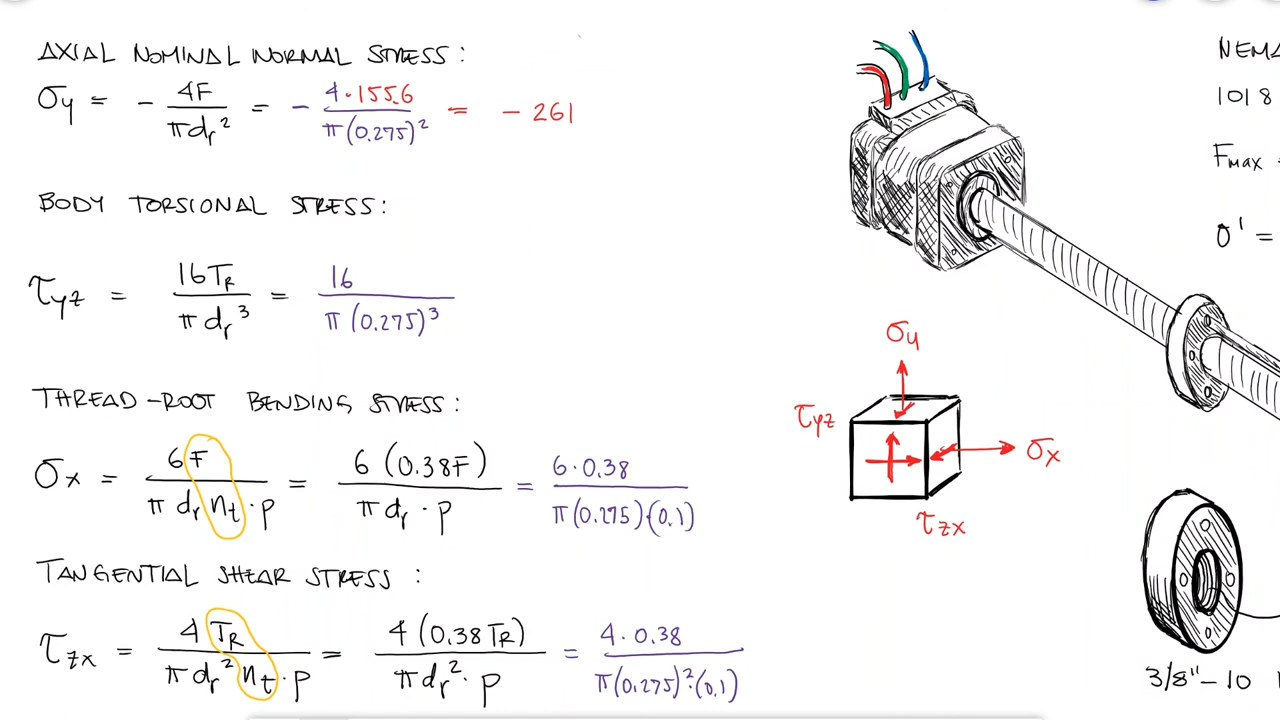 AXIAL NOMINAL NORMAL STRESS:
σy = - 4F / πdr² = - 4·155.6 / π(0.275)² = - 261
BODY TORSIONAL STRESS:
τyz = 16TR / πdr³ = 16 / π(0.275)³
THREAD-ROOT BENDING STRESS:
σx = 6F / πdr nt·p = 6(0.38F) / πdr·p = 6·0.38 / π(0.275)·(0.1)
TANGENTIAL SHEAR STRESS:
τzx = 4TR / πdr² nt·p = 4(0.38TR) / πdr²·p = 4·0.38 / π(0.275)²·(0.1)
σy
τyz
σx
τzx
NEMA
1018
Fmax
σ' =
3/8"-10